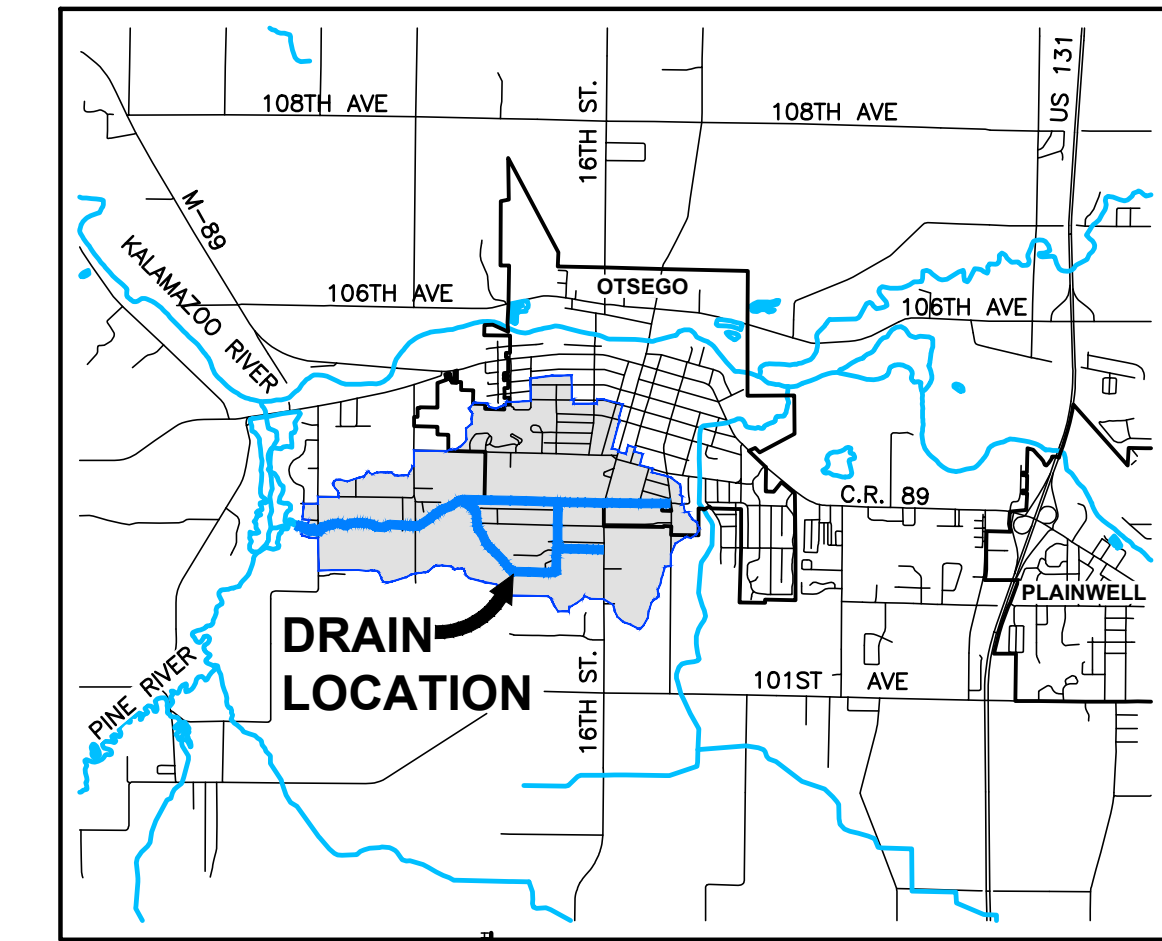 108TH AVE
16TH ST.
108TH AVE
US 131
M-89
KALAMAZOO RIVER
106TH AVE
OTSEGO
106TH AVE
C.R. 89
PLAINWELL
DRAIN
LOCATION
PINE RIVER
16TH ST.
101ST AVE